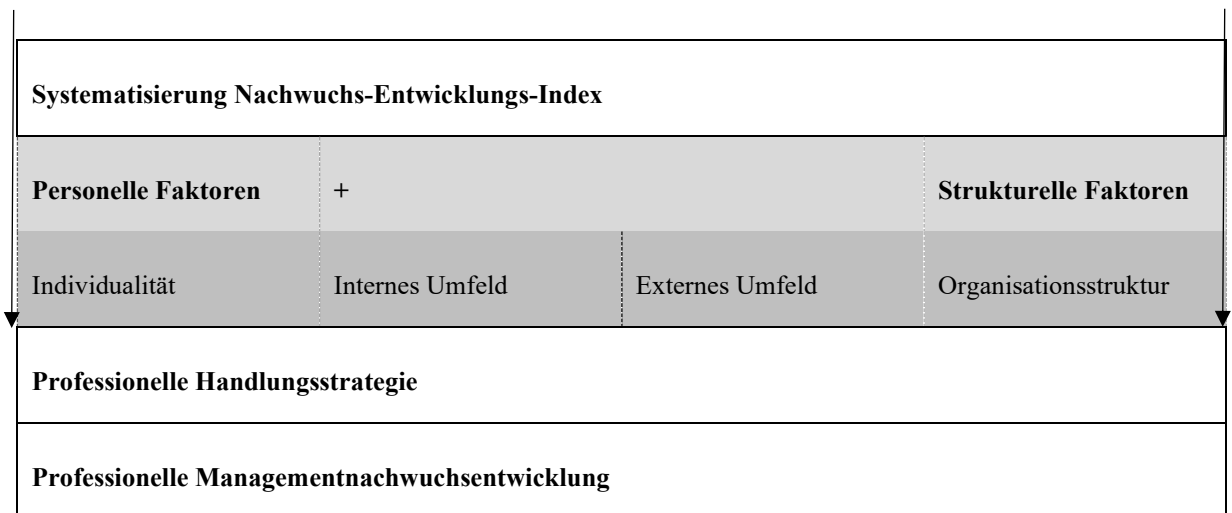 Systematisierung Nachwuchs-Entwicklungs-Index
Personelle Faktoren + Strukturelle Faktoren
Individualität Internes Umfeld Externes Umfeld Organisationsstruktur
Professionelle Handlungsstrategie
Professionelle Managementnachwuchsentwicklung